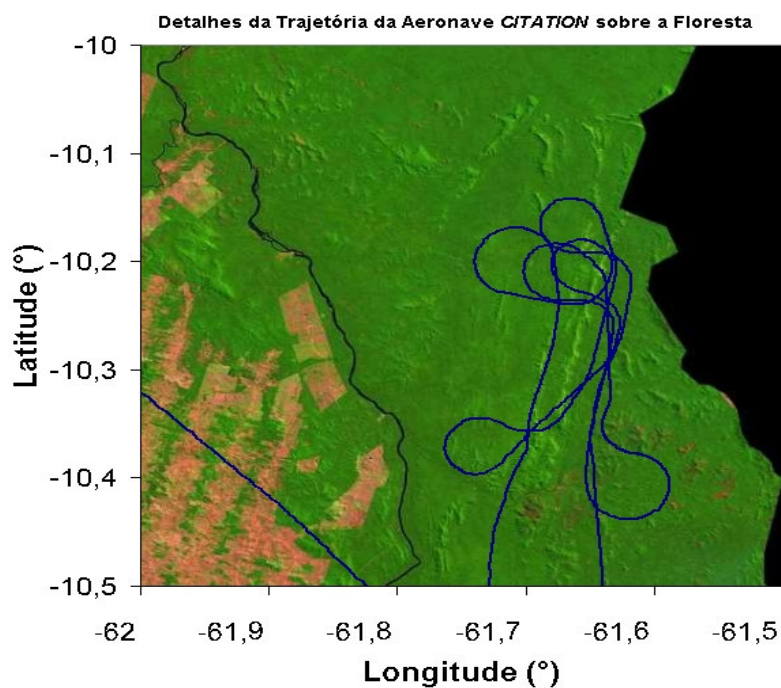 Detalhes da Trajetória da Aeronave CITATION sobre a Floresta
-10
-10,1
-10,2
-10,3
-10,4
-10,5
Latitude (°)
-62 -61,9 -61,8 -61,7 -61,6 -61,5
Longitude (°)